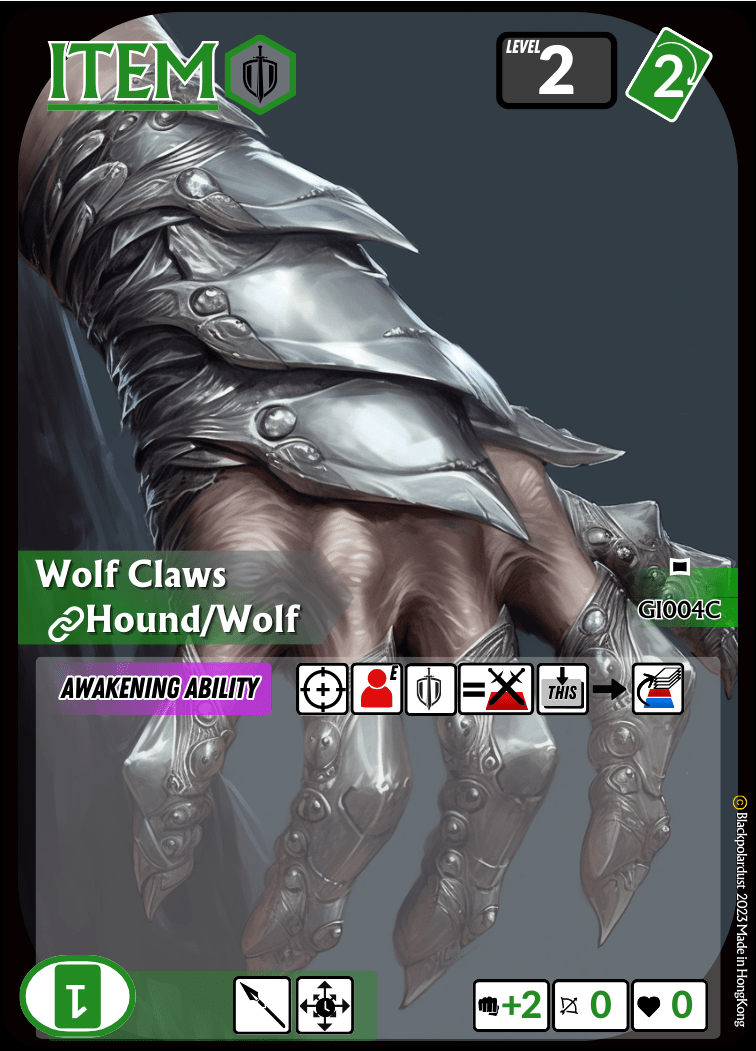 ITEM
LEVEL 2
2
Wolf Claws
Hound/Wolf
GI004C
AWAKENING ABILITY
E
=
THIS
© Blackpolardust 2023 Made in HongKong
1
+2
0
0